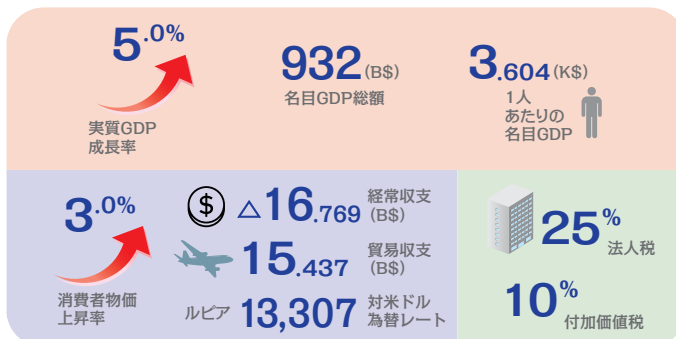 5.0%
実質GDP
成長率
932(B$)
名目GDP総額
3.604(K$)
1人
あたりの
名目GDP
3.0%
消費者物価
上昇率
$
△16.769
経常収支
(B$)
15.437
貿易収支
(B$)
ルピア 13,307
対米ドル
為替レート
25%
法人税
10%
付加価値税